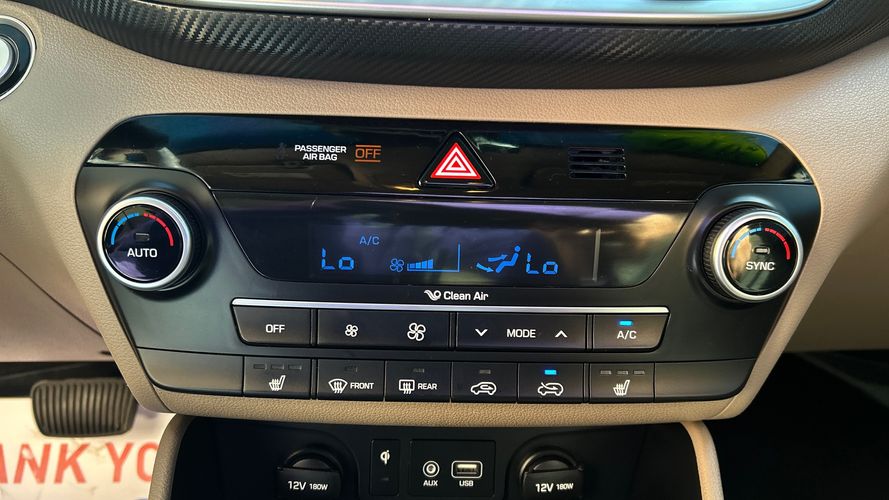 PASSENGER
AIR BAG OFF
A/C
Lo Lo
AUTO
SYNC
Clean Air
OFF MODE A/C
FRONT REAR
12V 180W AUX USB 12V 180W
ANK YO